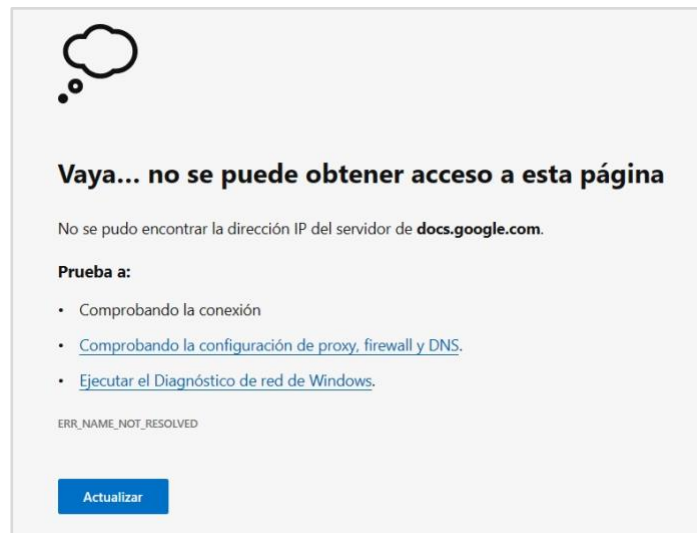 Vaya... no se puede obtener acceso a esta página
No se pudo encontrar la dirección IP del servidor de docs.google.com.
Prueba a:
• Comprobando la conexión
• Comprobando la configuración de proxy, firewall y DNS.
• Ejecutar el Diagnóstico de red de Windows.
ERR_NAME_NOT_RESOLVED
Actualizar